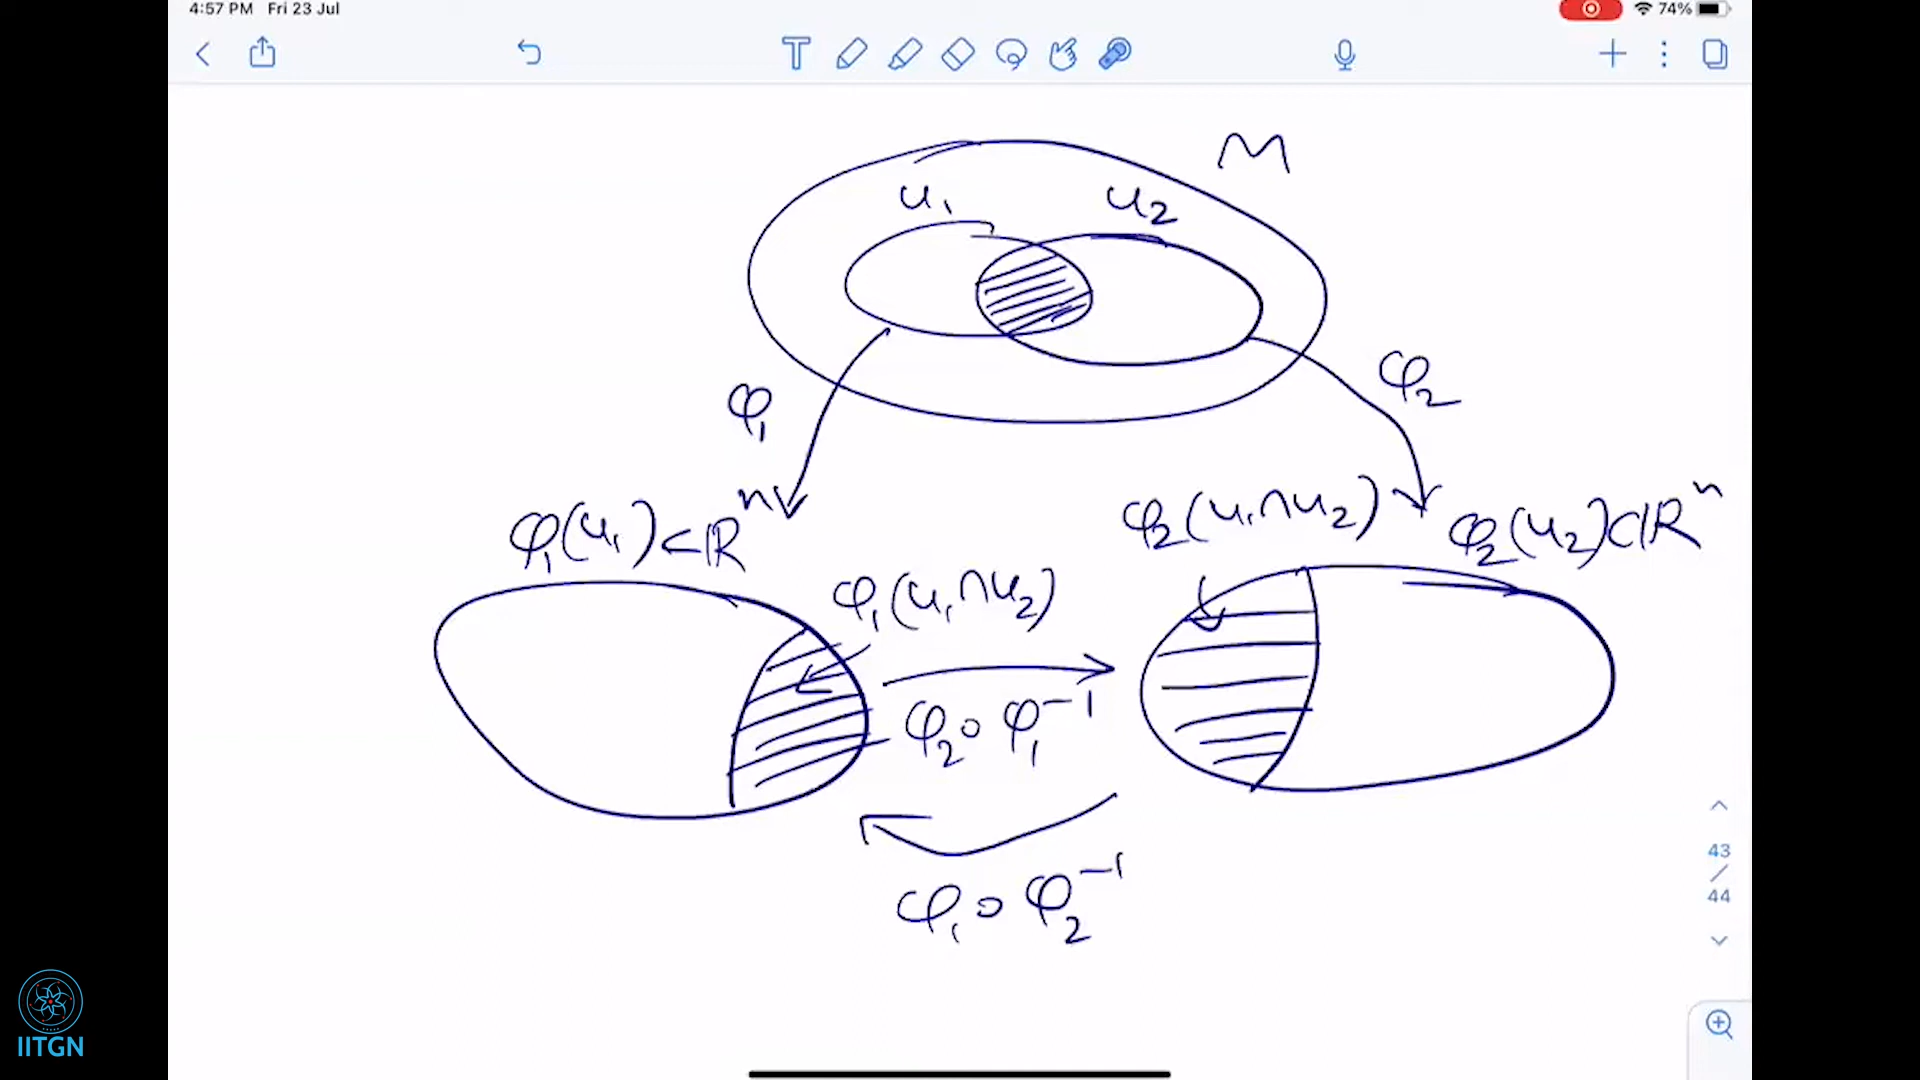 4:57 PM Fri 23 Jul
74%
M
U₁ U₂
φ₁
φ₂
φ₁(U₁) ⊂ ℝⁿ
φ₂(U₁∩U₂)
φ₂(U₂) ⊂ ℝⁿ
φ₁(U₁∩U₂)
φ₂ ∘ φ₁⁻¹
φ₁ ∘ φ₂⁻¹
43
/
44
IITGN